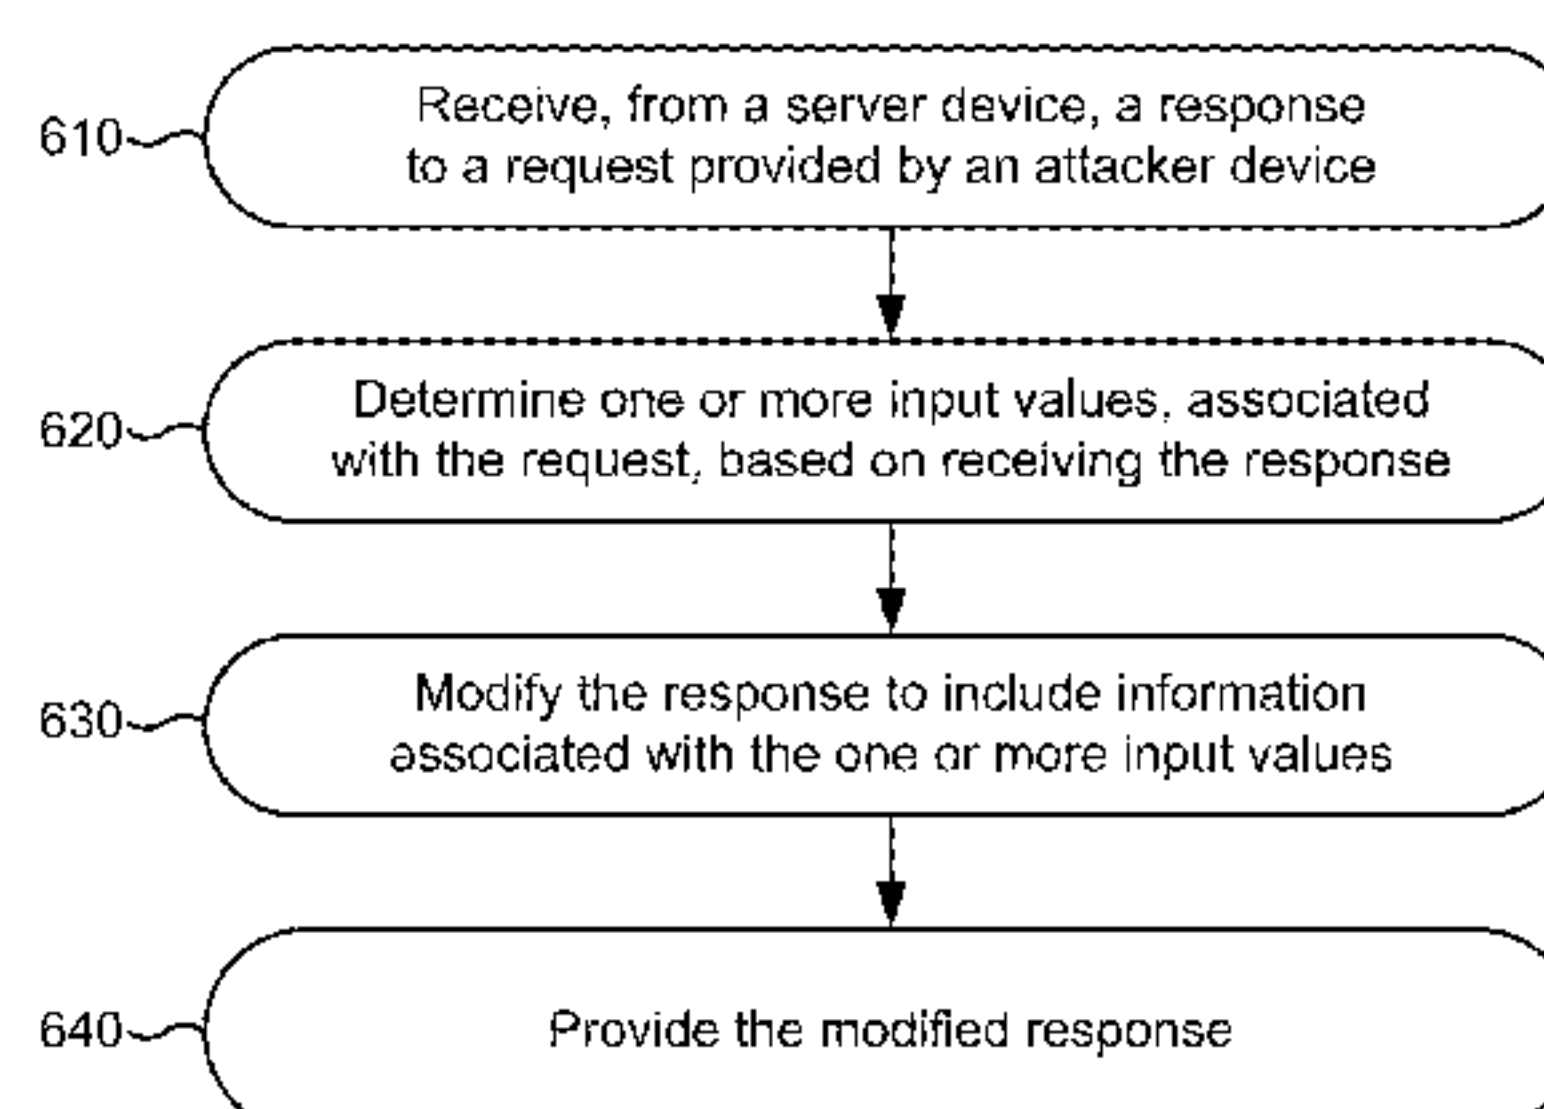 610
Receive, from a server device, a response
to a request provided by an attacker device
620
Determine one or more input values, associated
with the request, based on receiving the response
630
Modify the response to include information
associated with the one or more input values
640
Provide the modified response